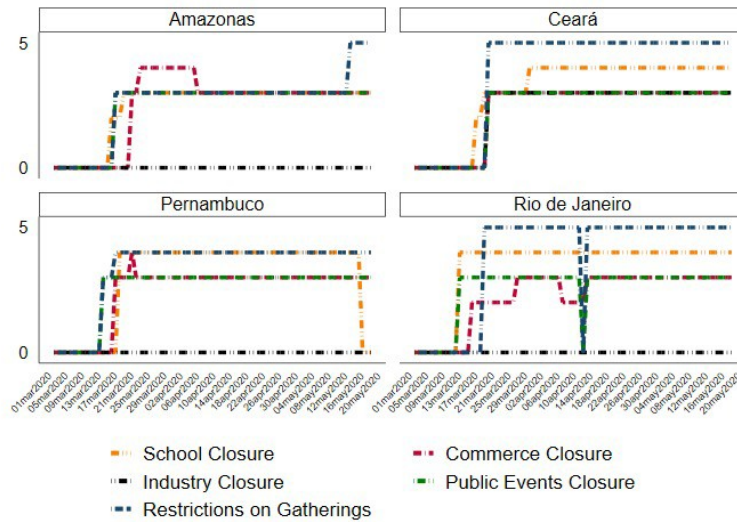 Amazonas Ceará
5
0
Pernambuco Rio de Janeiro
5
0
01mar2020 05mar2020 09mar2020 13mar2020 17mar2020 21mar2020 25mar2020 29mar2020 02apr2020 06apr2020 10apr2020 14apr2020 18apr2020 22apr2020 26apr2020 30apr2020 04may2020 08may2020 12may2020 16may2020 20may2020 01mar2020 05mar2020 09mar2020 13mar2020 17mar2020 21mar2020 25mar2020 29mar2020 02apr2020 06apr2020 10apr2020 14apr2020 18apr2020 22apr2020 26apr2020 30apr2020 04may2020 08may2020 12may2020 16may2020 20may2020
School Closure Commerce Closure
Industry Closure Public Events Closure
Restrictions on Gatherings